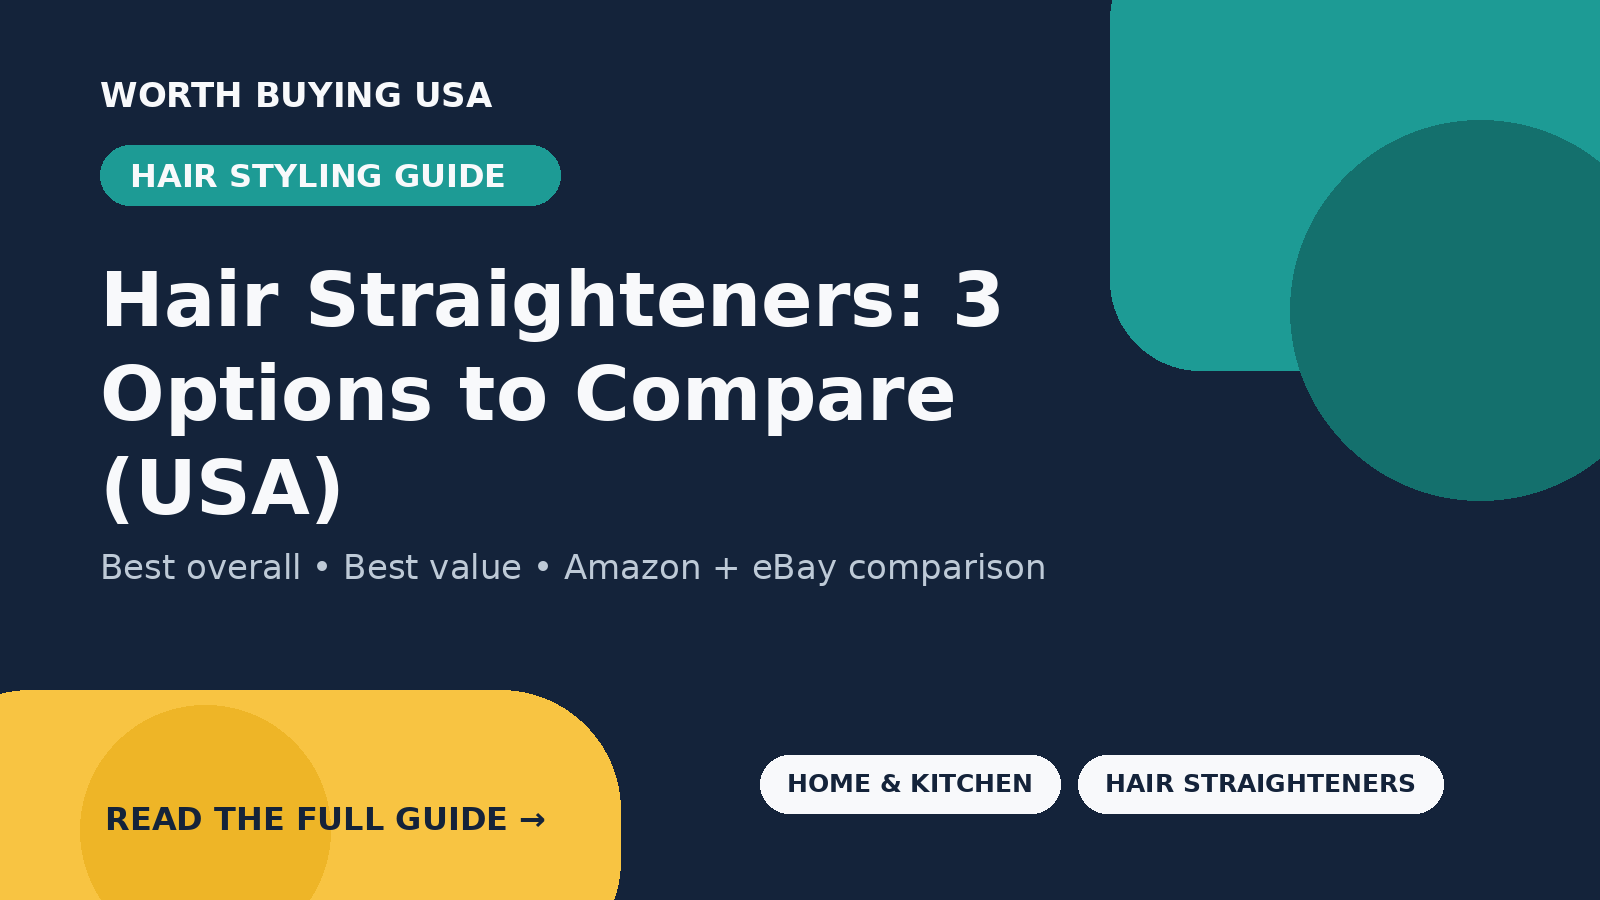 WORTH BUYING USA
HAIR STYLING GUIDE
Hair Straighteners: 3
Options to Compare
(USA)
Best overall • Best value • Amazon + eBay comparison
READ THE FULL GUIDE →
HOME & KITCHEN
HAIR STRAIGHTENERS